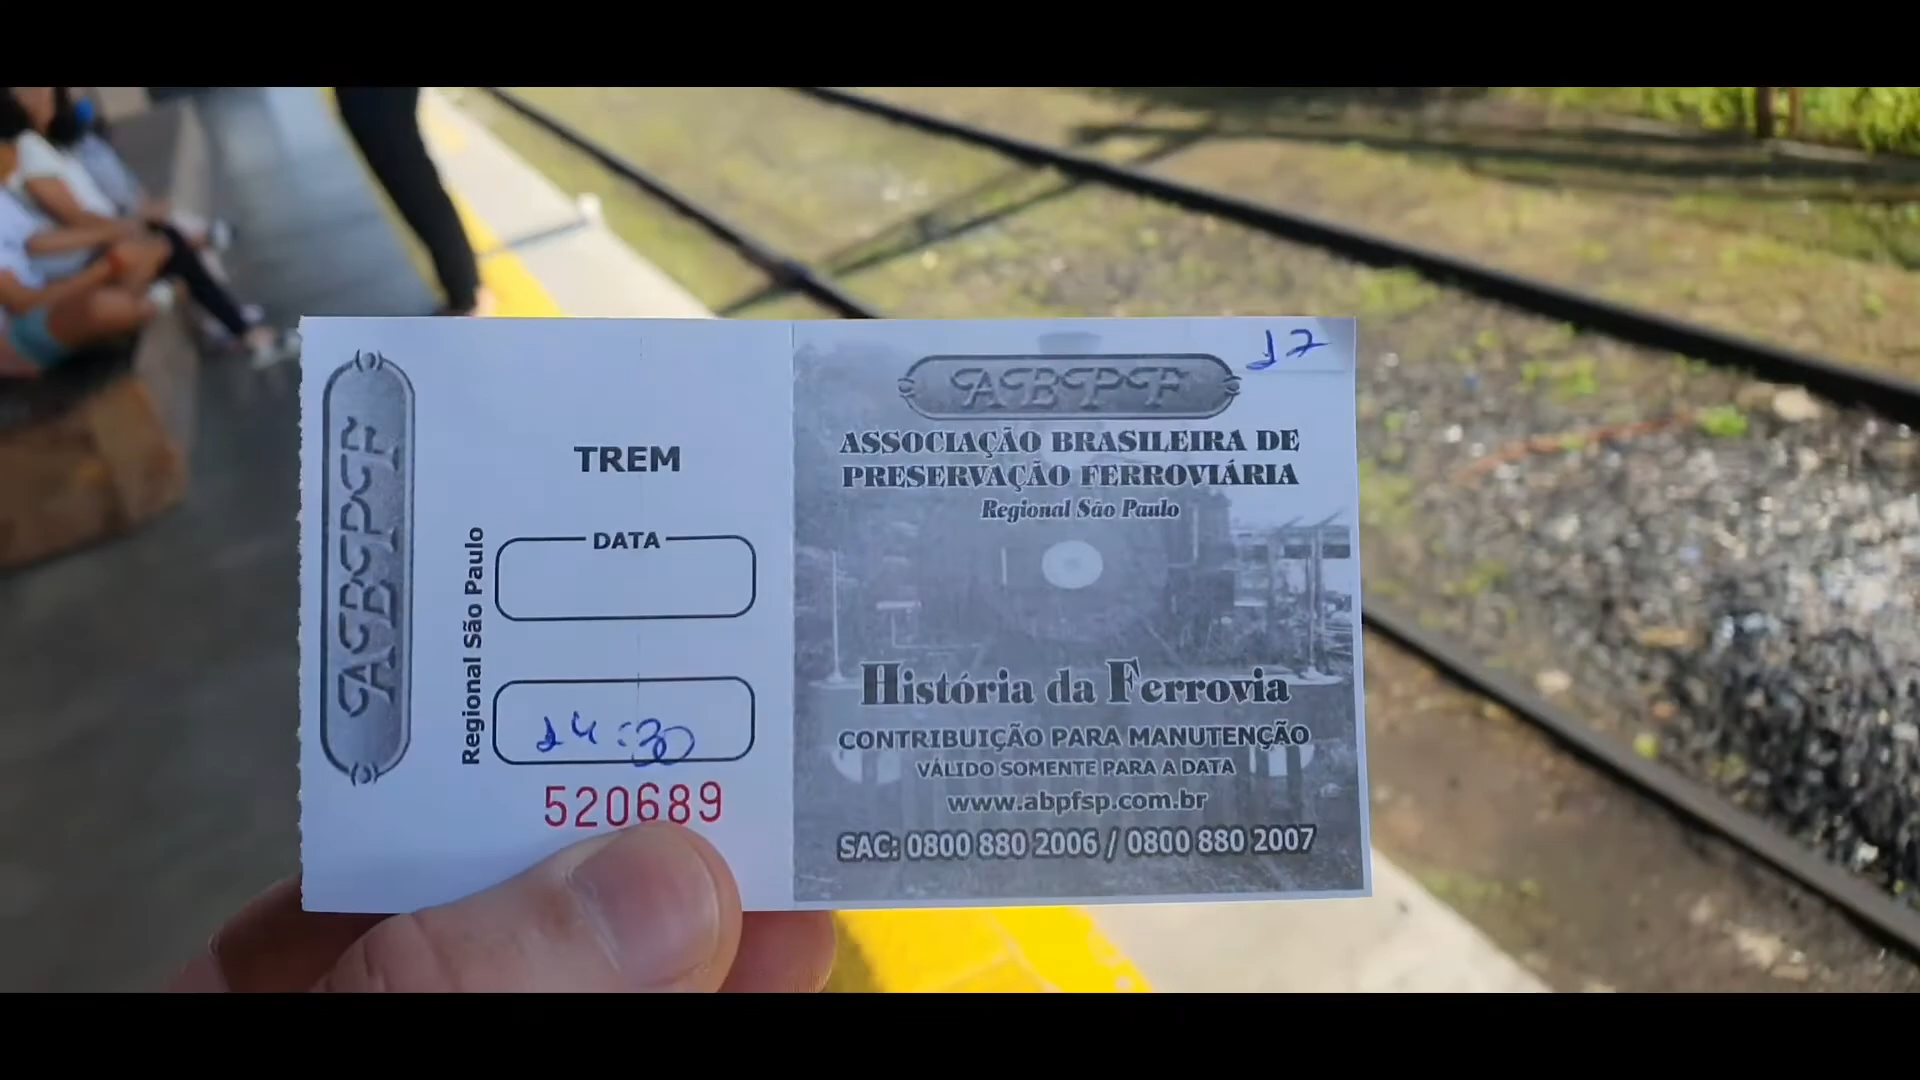 ABPF
Regional São Paulo
TREM
DATA
14:30
520689
17
ABPF
ASSOCIAÇÃO BRASILEIRA DE
PRESERVAÇÃO FERROVIÁRIA
Regional São Paulo
História da Ferrovia
CONTRIBUIÇÃO PARA MANUTENÇÃO
VÁLIDO SOMENTE PARA A DATA
www.abpfsp.com.br
SAC: 0800 880 2006 / 0800 880 2007